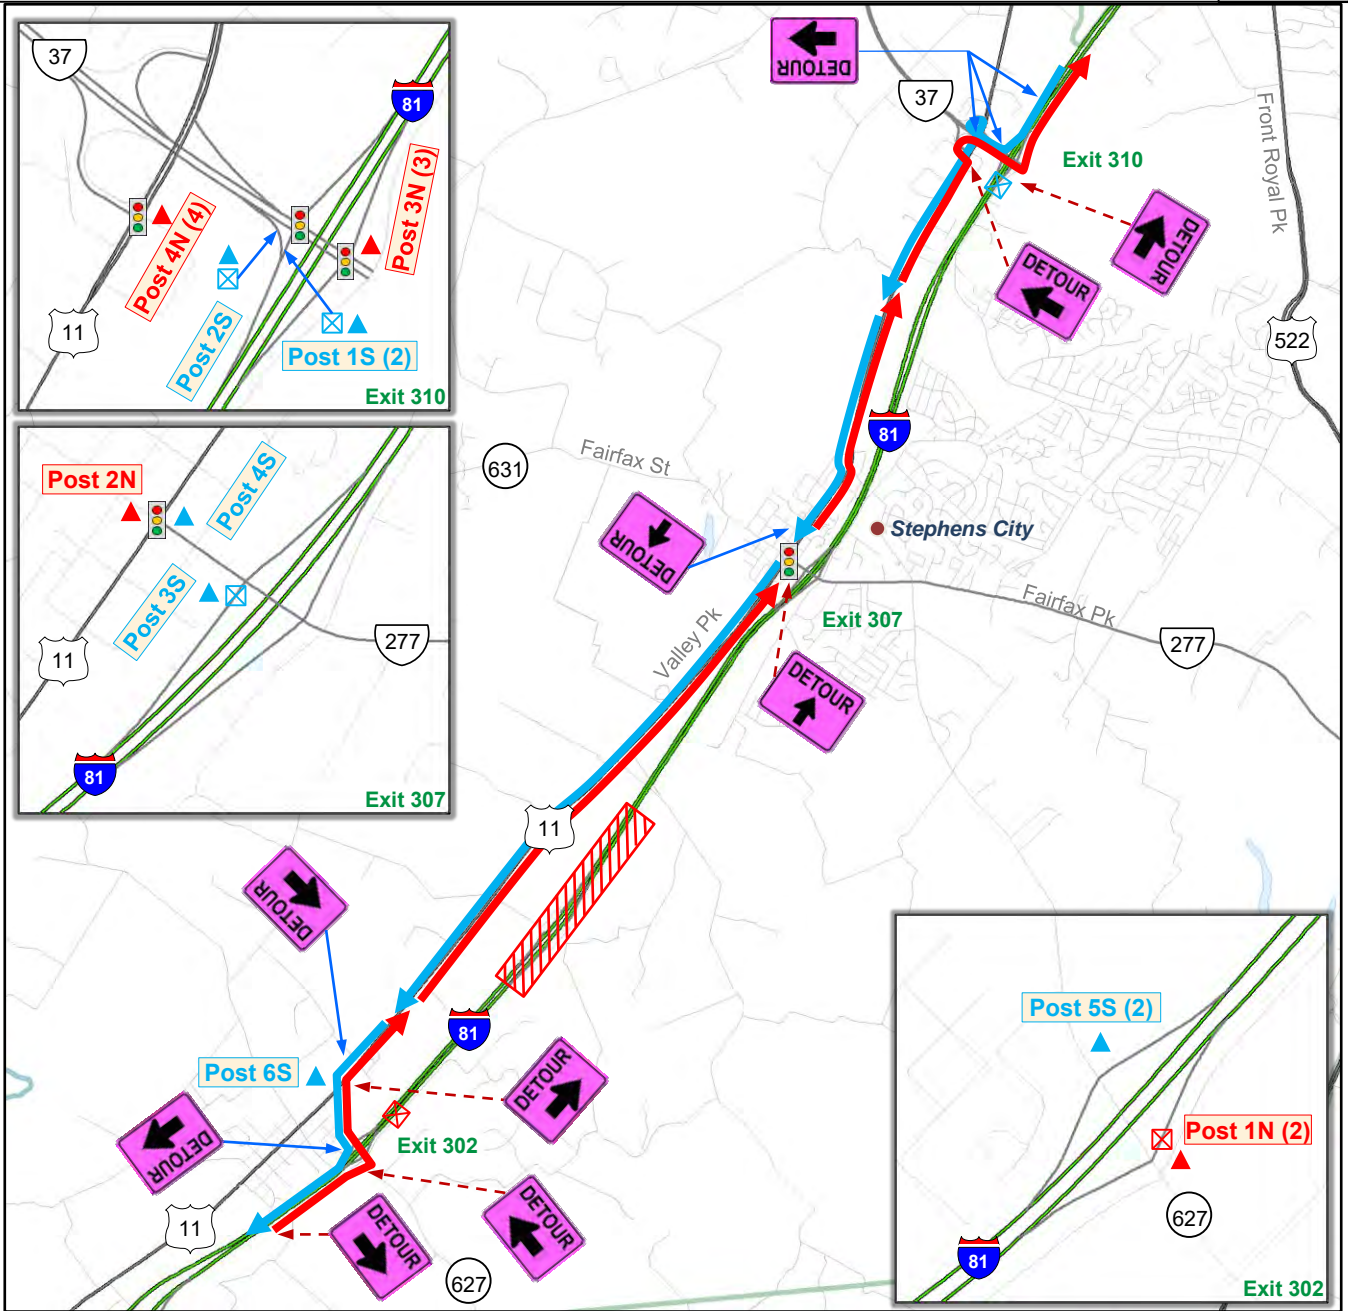 37
81
Post 3N (3)
Post 4N (4)
Post 2S
Post 1S (2)
11
Exit 310
Post 2N
Post 4S
Post 3S
11
277
81
Exit 307
DETOUR
37
Exit 310
DETOUR
DETOUR
Front Royal Pk
522
81
631
Fairfax St
DETOUR
Stephens City
Fairfax Pk
Exit 307
277
Valley Pk
DETOUR
11
DETOUR
81
Post 6S
DETOUR
DETOUR
Exit 302
DETOUR
11
DETOUR
627
Post 5S (2)
Post 1N (2)
627
81
Exit 302